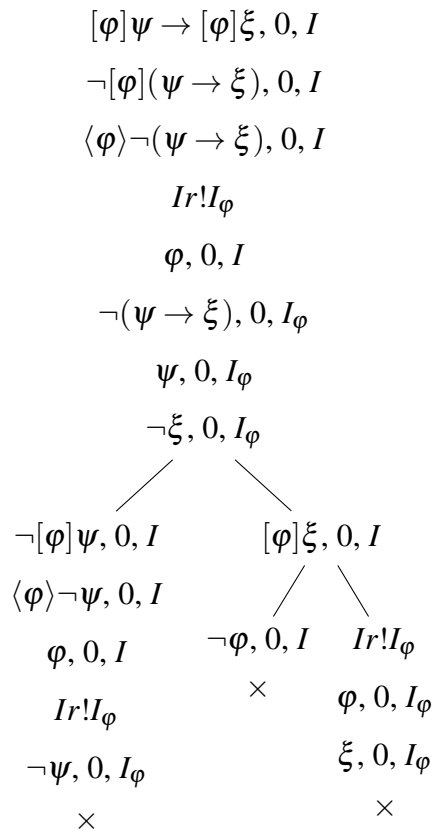 [φ]ψ → [φ]ξ, 0, I
¬[φ](ψ → ξ), 0, I
⟨φ⟩¬(ψ → ξ), 0, I
Ir!I_φ
φ, 0, I
¬(ψ → ξ), 0, I_φ
ψ, 0, I_φ
¬ξ, 0, I_φ
¬[φ]ψ, 0, I
⟨φ⟩¬ψ, 0, I
φ, 0, I
Ir!I_φ
¬ψ, 0, I_φ
×
[φ]ξ, 0, I
¬φ, 0, I
×
Ir!I_φ
φ, 0, I_φ
ξ, 0, I_φ
×